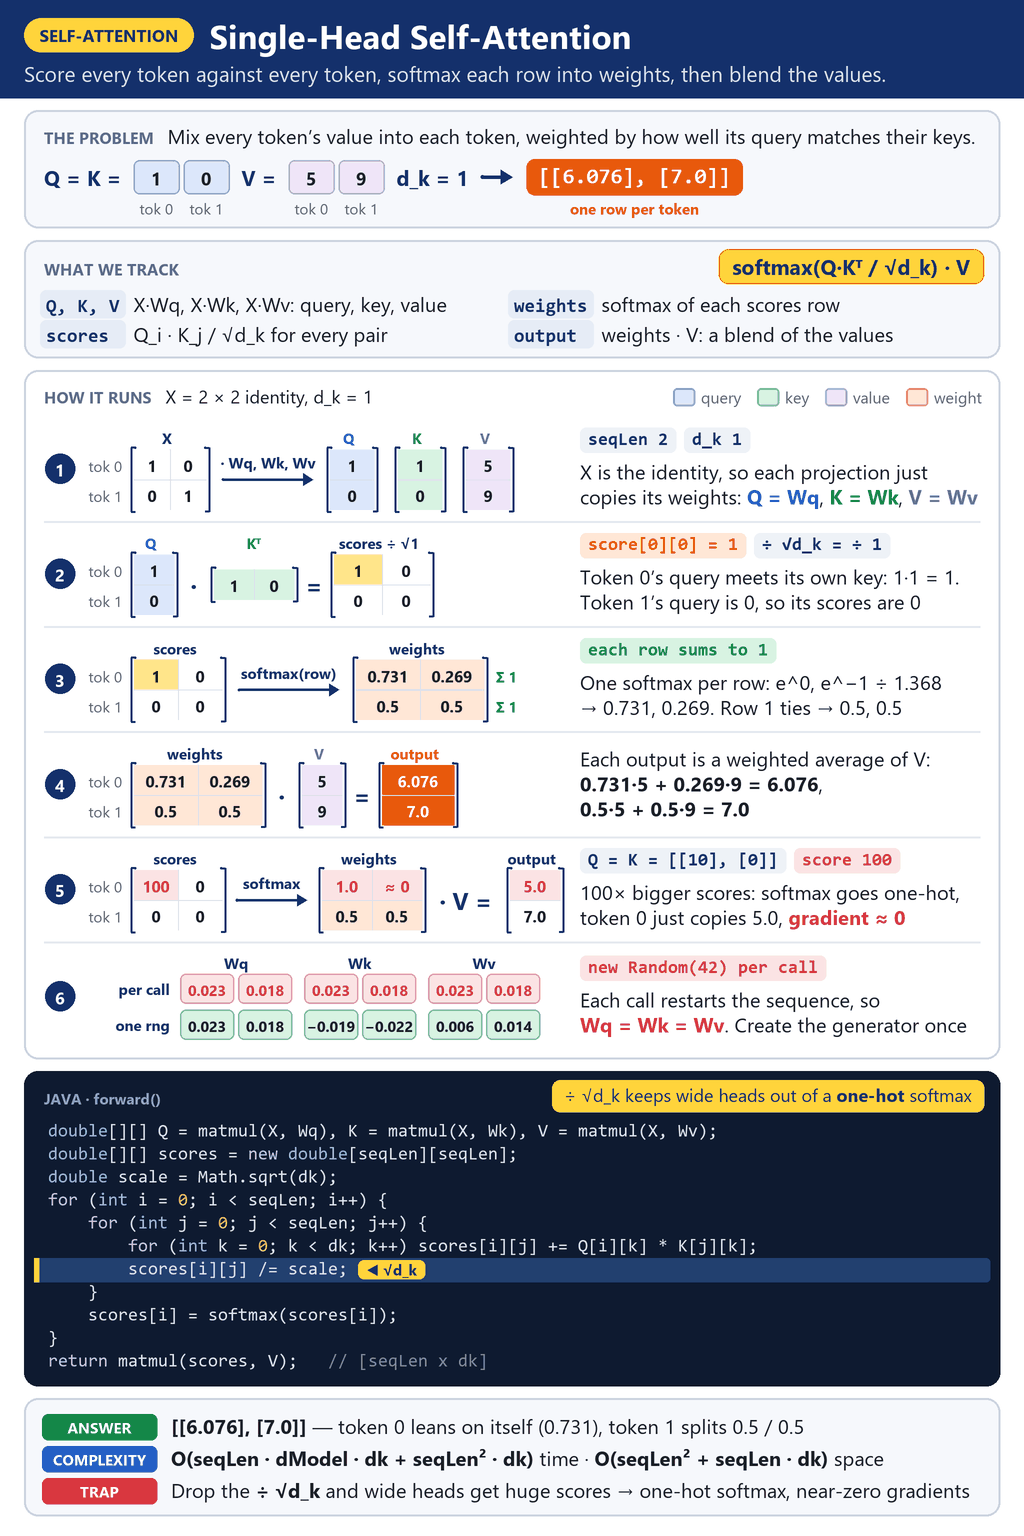 SELF-ATTENTION Single-Head Self-Attention
Score every token against every token, softmax each row into weights, then blend the values.
THE PROBLEM Mix every token's value into each token, weighted by how well its query matches their keys.
Q = K = 1 0 V = 5 9 d_k = 1 → [[6.076], [7.0]]
tok 0 tok 1 tok 0 tok 1 one row per token
WHAT WE TRACK softmax(Q·Kᵀ / √d_k) · V
Q, K, V X·Wq, X·Wk, X·Wv: query, key, value
weights softmax of each scores row
scores Q_i · K_j / √d_k for every pair
output weights · V: a blend of the values
HOW IT RUNS X = 2 × 2 identity, d_k = 1
query key value weight
1
X Q K V
tok 0 1 0 · Wq, Wk, Wv 1 1 5
tok 1 0 1 0 0 9
seqLen 2 d_k 1
X is the identity, so each projection just
copies its weights: Q = Wq, K = Wk, V = Wv
2
Q Kᵀ scores ÷ √1
tok 0 1 · 1 0 = 1 0
tok 1 0 0 0
score[0][0] = 1 ÷ √d_k = ÷ 1
Token 0's query meets its own key: 1·1 = 1.
Token 1's query is 0, so its scores are 0
3
scores weights
tok 0 1 0 softmax(row) 0.731 0.269 Σ 1
tok 1 0 0 0.5 0.5 Σ 1
each row sums to 1
One softmax per row: e^0, e^−1 ÷ 1.368
→ 0.731, 0.269. Row 1 ties → 0.5, 0.5
4
weights V output
tok 0 0.731 0.269 · 5 = 6.076
tok 1 0.5 0.5 9 7.0
Each output is a weighted average of V:
0.731·5 + 0.269·9 = 6.076,
0.5·5 + 0.5·9 = 7.0
5
scores weights output
tok 0 100 0 softmax 1.0 ≈ 0 · V = 5.0
tok 1 0 0 0.5 0.5 7.0
Q = K = [[10], [0]] score 100
100× bigger scores: softmax goes one-hot,
token 0 just copies 5.0, gradient ≈ 0
6
Wq Wk Wv
per call 0.023 0.018 0.023 0.018 0.023 0.018
one rng 0.023 0.018 −0.019 −0.022 0.006 0.014
new Random(42) per call
Each call restarts the sequence, so
Wq = Wk = Wv. Create the generator once
JAVA · forward() ÷ √d_k keeps wide heads out of a one-hot softmax
double[][] Q = matmul(X, Wq), K = matmul(X, Wk), V = matmul(X, Wv);
double[][] scores = new double[seqLen][seqLen];
double scale = Math.sqrt(dk);
for (int i = 0; i < seqLen; i++) {
for (int j = 0; j < seqLen; j++) {
for (int k = 0; k < dk; k++) scores[i][j] += Q[i][k] * K[j][k];
scores[i][j] /= scale; ◀ √d_k
}
scores[i] = softmax(scores[i]);
}
return matmul(scores, V); // [seqLen x dk]
ANSWER [[6.076], [7.0]] — token 0 leans on itself (0.731), token 1 splits 0.5 / 0.5
COMPLEXITY O(seqLen · dModel · dk + seqLen² · dk) time · O(seqLen² + seqLen · dk) space
TRAP Drop the ÷ √d_k and wide heads get huge scores → one-hot softmax, near-zero gradients